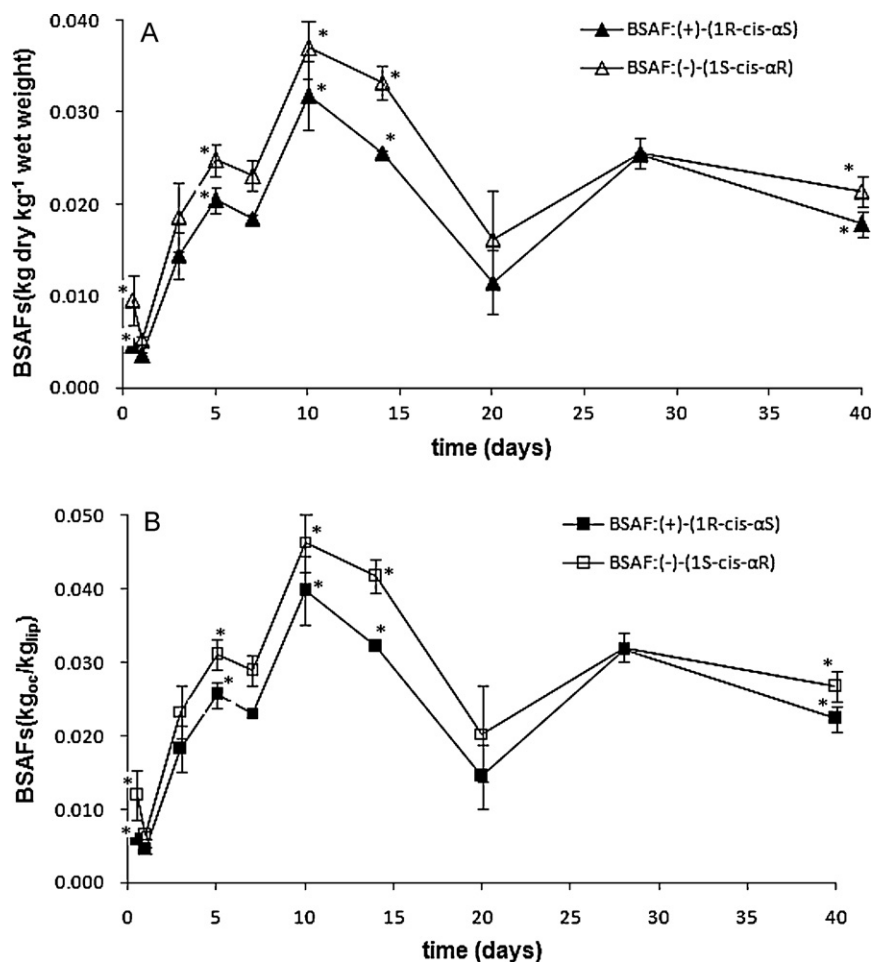 A
BSAF:(+)-(1R-cis-αS)
BSAF:(-)-(1S-cis-αR)
BSAFs(kg dry kg⁻¹ wet weight)
0.040
0.030
0.020
0.010
0.000
* * * * * * * * * *
0 5 10 15 20 25 30 35 40
time (days)
B
BSAF:(+)-(1R-cis-αS)
BSAF:(-)-(1S-cis-αR)
BSAFs(kgoc/kglip)
0.050
0.040
0.030
0.020
0.010
0.000
* * * * * * * * * *
0 5 10 15 20 25 30 35 40
time (days)